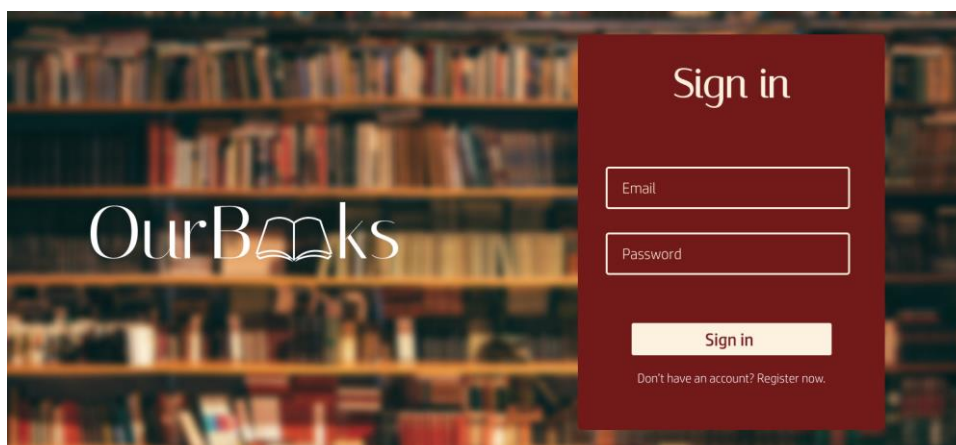 OurBooks
Sign in
Email
Password
Sign in
Don't have an account? Register now.